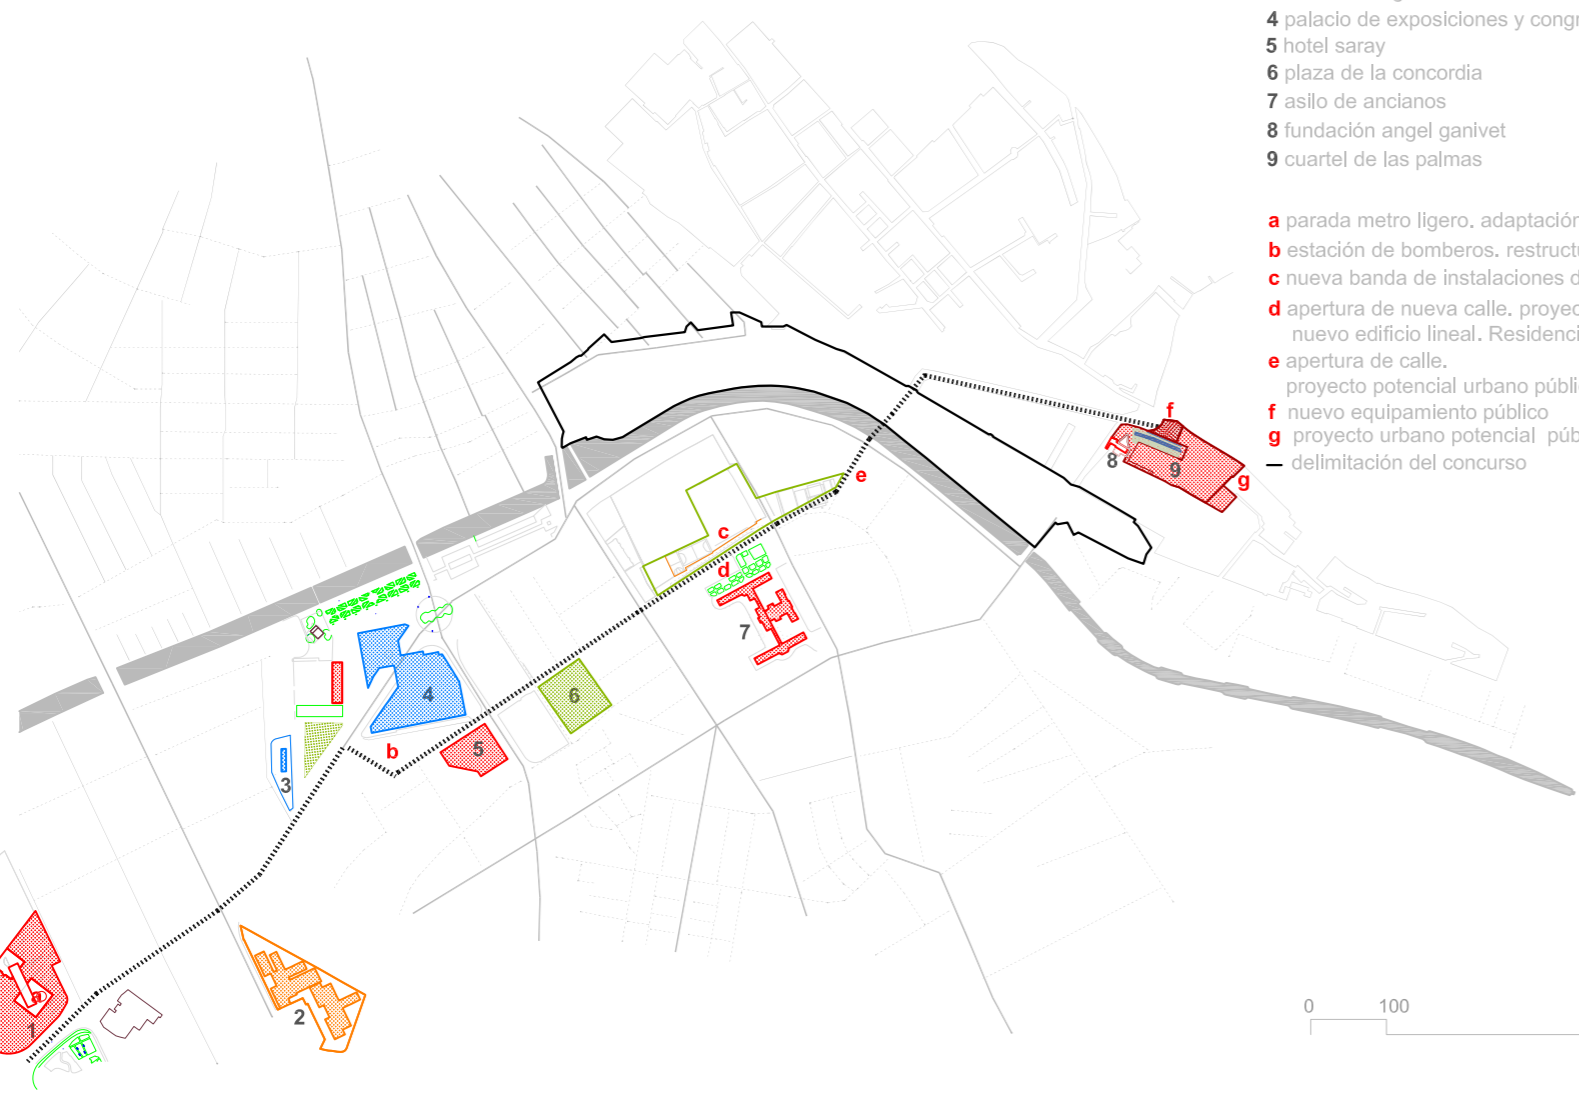 4 palacio de exposiciones y congr
5 hotel saray
6 plaza de la concordia
7 asilo de ancianos
8 fundación angel ganivet
9 cuartel de las palmas
a parada metro ligero. adaptación
b estación de bomberos. restructu
c nueva banda de instalaciones d
d apertura de nueva calle. proyec
nuevo edificio lineal. Residenci
e apertura de calle.
proyecto potencial urbano públi
f nuevo equipamiento público
g proyecto urbano potencial púb
delimitación del concurso
f
8
9
g
e
c
d
7
6
4
5
b
3
a
1
2
0 100